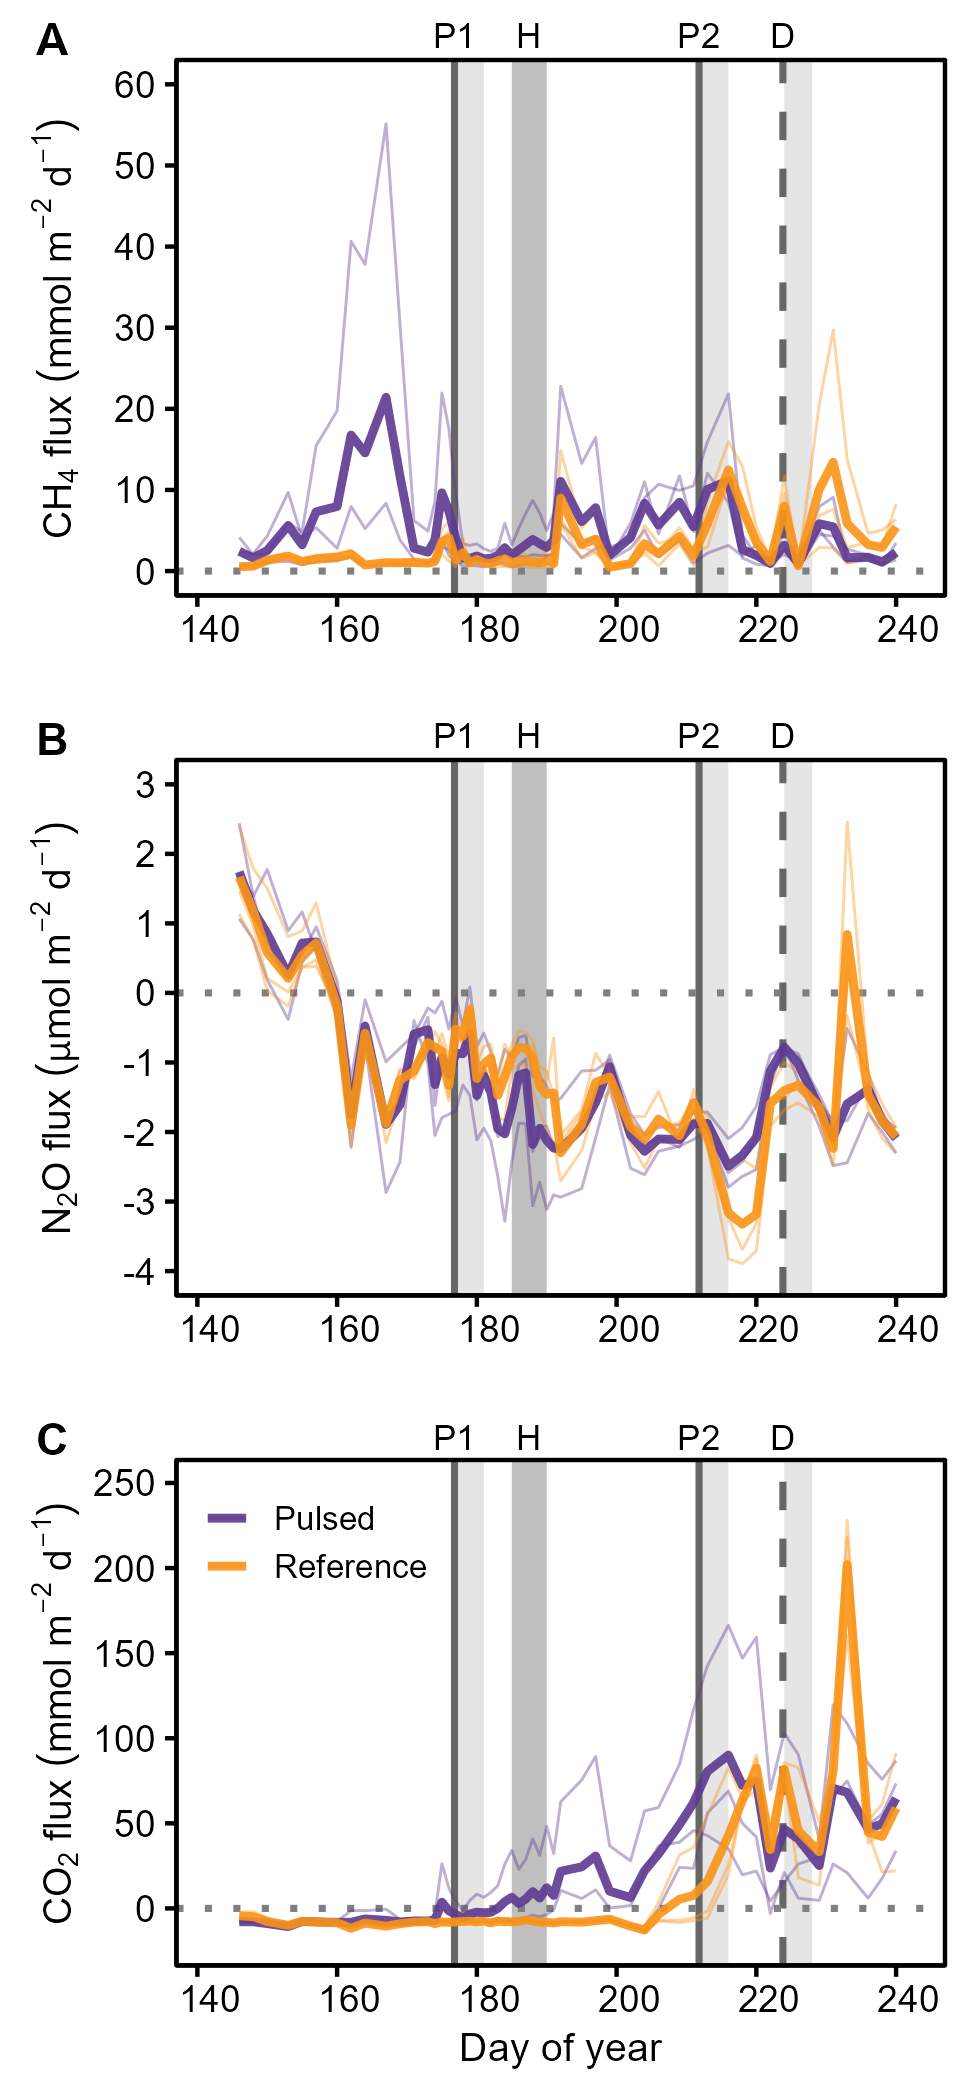 A
P1 H P2 D
CH₄ flux (mmol m⁻² d⁻¹)
60
50
40
30
20
10
0
140 160 180 200 220 240
B
P1 H P2 D
N₂O flux (μmol m⁻² d⁻¹)
3
2
1
0
-1
-2
-3
-4
140 160 180 200 220 240
C
P1 H P2 D
CO₂ flux (mmol m⁻² d⁻¹)
250
200
150
100
50
0
Pulsed
Reference
140 160 180 200 220 240
Day of year